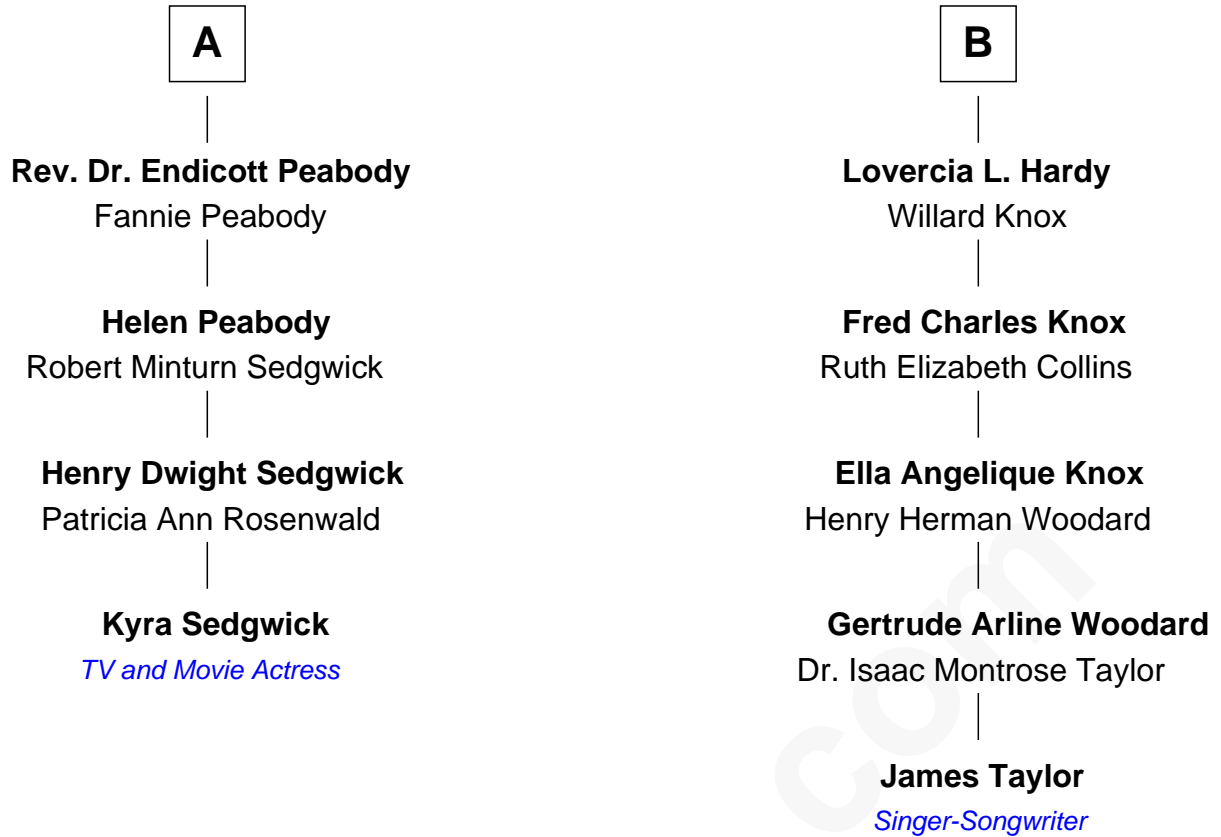 A
Rev. Dr. Endicott Peabody
Fannie Peabody
Helen Peabody
Robert Minturn Sedgwick
Henry Dwight Sedgwick
Patricia Ann Rosenwald
Kyra Sedgwick
TV and Movie Actress
B
Lovercia L. Hardy
Willard Knox
Fred Charles Knox
Ruth Elizabeth Collins
Ella Angelique Knox
Henry Herman Woodard
Gertrude Arline Woodard
Dr. Isaac Montrose Taylor
James Taylor
Singer-Songwriter
com